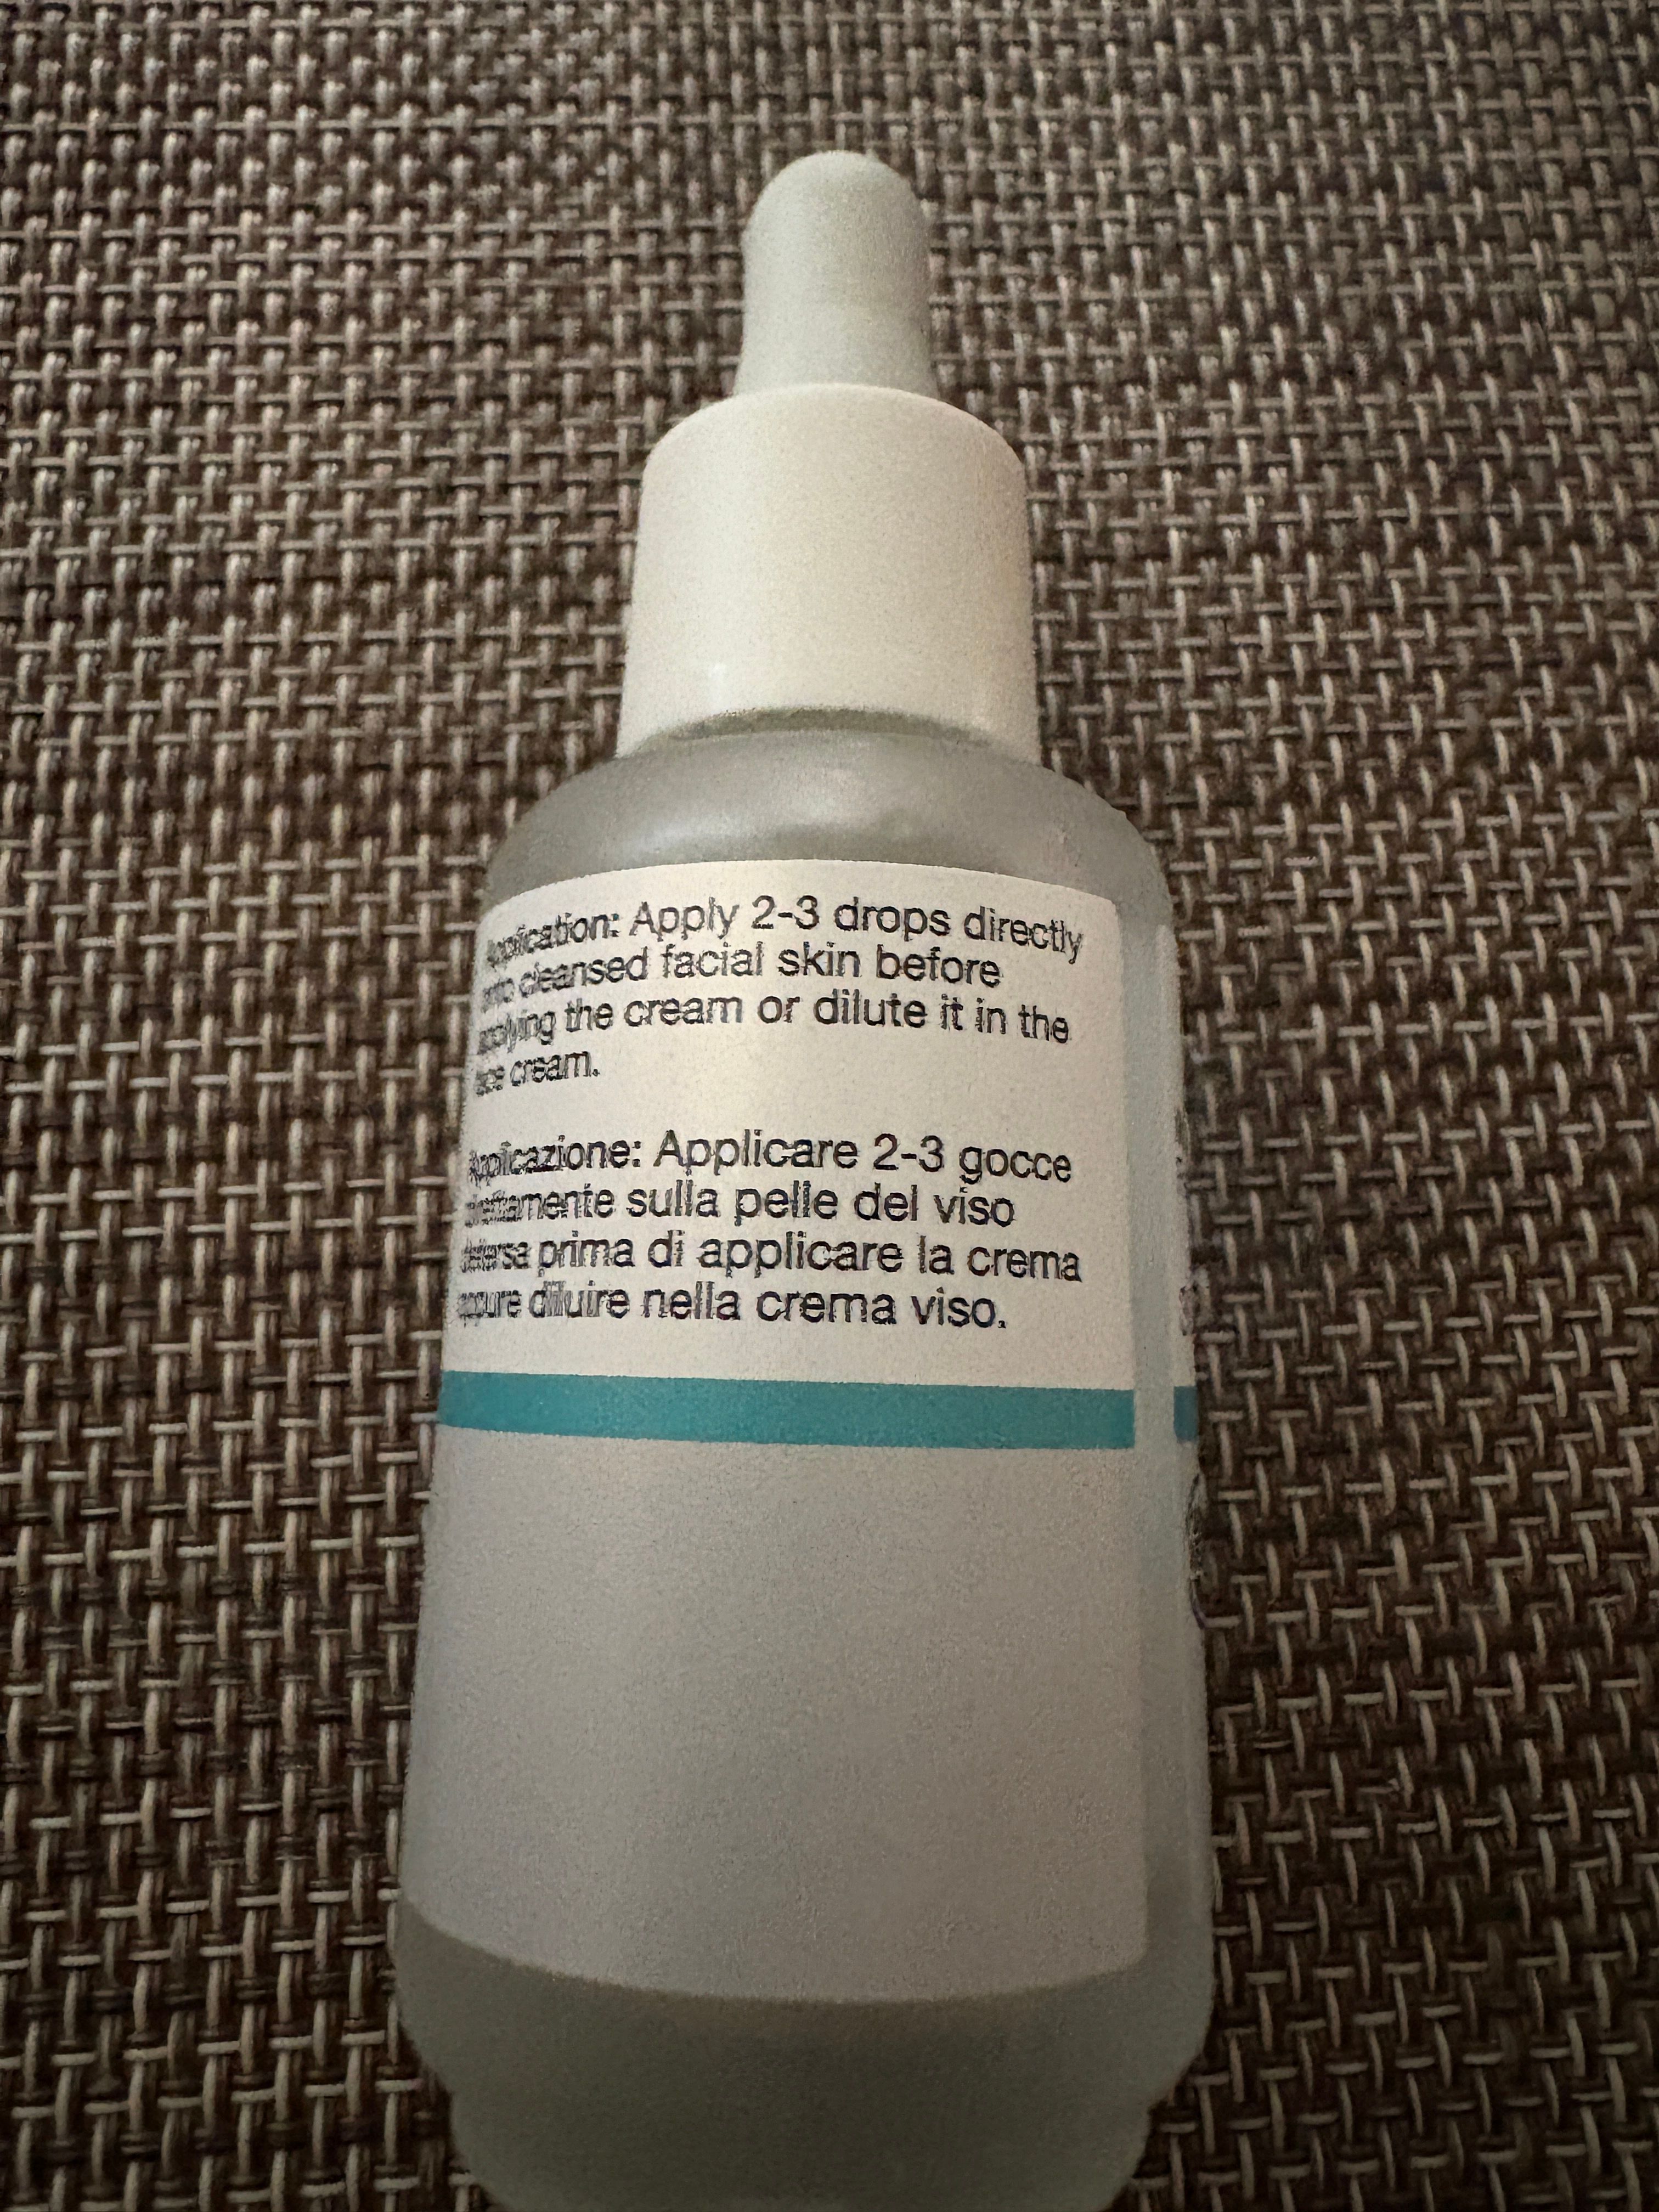 Application: Apply 2-3 drops directly
onto cleansed facial skin before
applying the cream or dilute it in the
face cream.
Applicazione: Applicare 2-3 gocce
direttamente sulla pelle del viso
detersa prima di applicare la crema
oppure diluire nella crema viso.